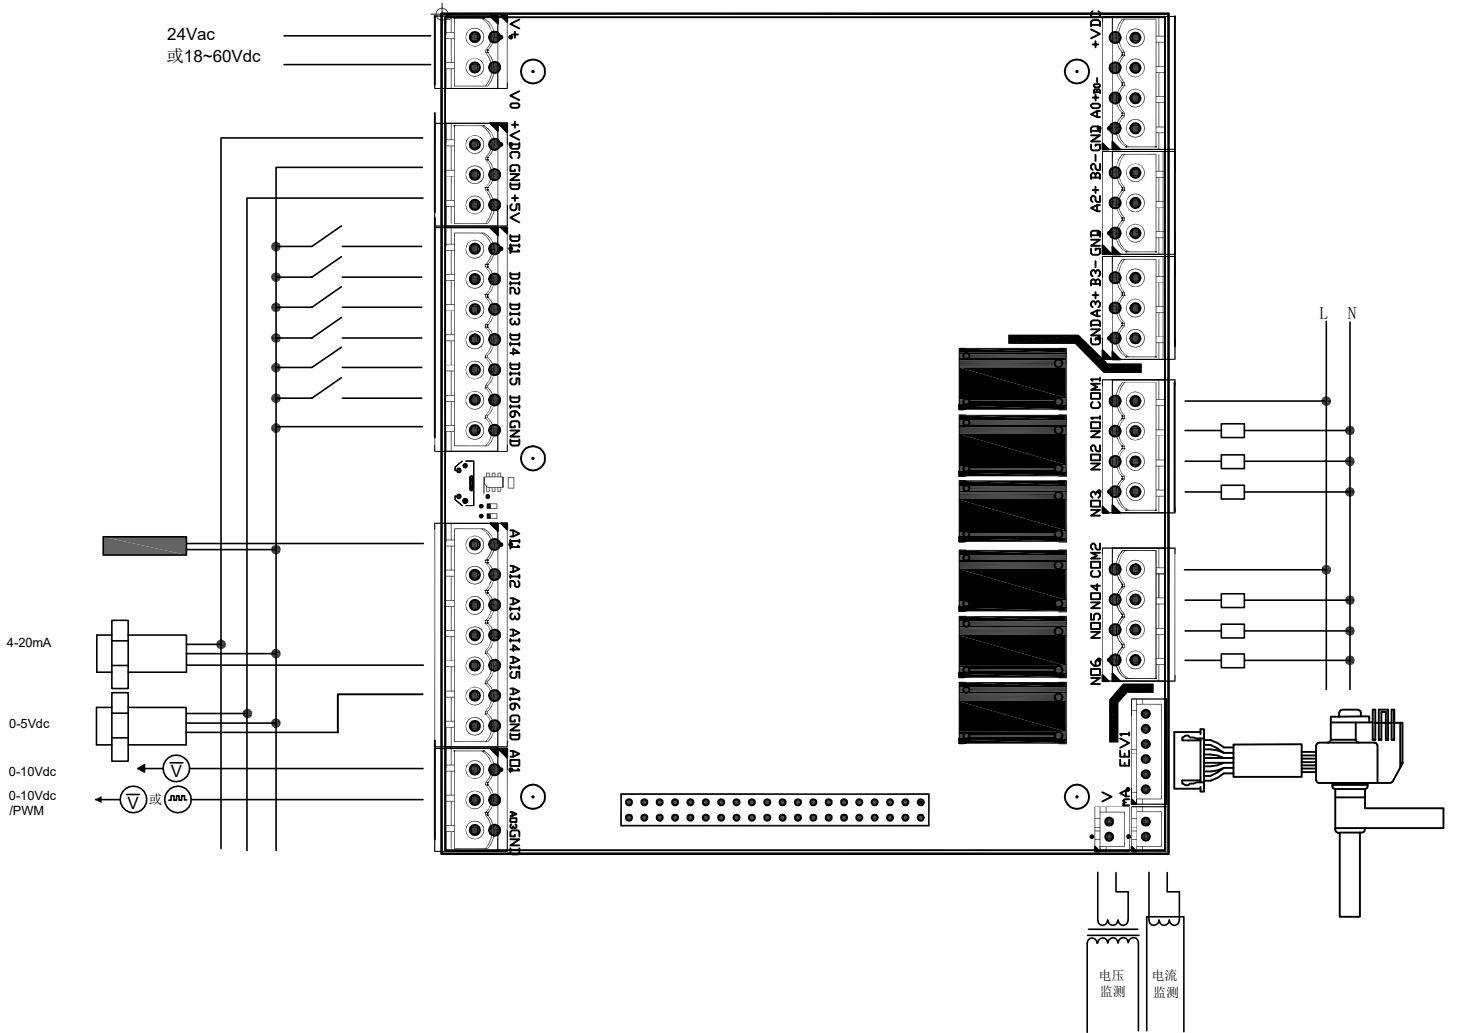 24Vac
或18~60Vdc
V+
V0
+VDC
GND
+5V
DI1
DI2
DI3
DI4
DI5
DI6
GND
AI1
AI2
AI3
AI4
AI5
AI6
GND
AO1
AO3
GND
4-20mA
0-5Vdc
0-10Vdc
V
0-10Vdc
/PWM
V
或
+VDC
B0-
A0+
GND
B2-
A2+
GND
B3-
A3+
GND
COM1
NO1
NO2
NO3
COM2
NO4
NO5
NO6
EEV1
V
mA
L
N
电压
监测
电流
监测